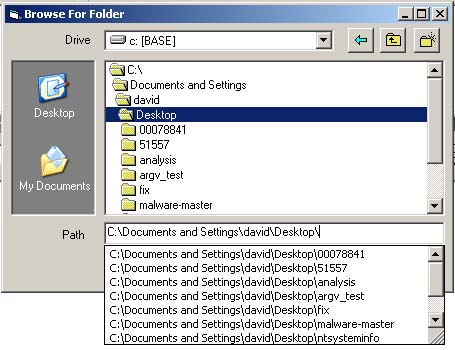 Browse For Folder
Drive
c: [BASE]
Desktop
My Documents
C:\
Documents and Settings
david
Desktop
00078841
51557
analysis
argv_test
fix
malware-master
Path
C:\Documents and Settings\david\Desktop\
C:\Documents and Settings\david\Desktop\00078841
C:\Documents and Settings\david\Desktop\51557
C:\Documents and Settings\david\Desktop\analysis
C:\Documents and Settings\david\Desktop\argv_test
C:\Documents and Settings\david\Desktop\fix
C:\Documents and Settings\david\Desktop\malware-master
C:\Documents and Settings\david\Desktop\ntsysteminfo